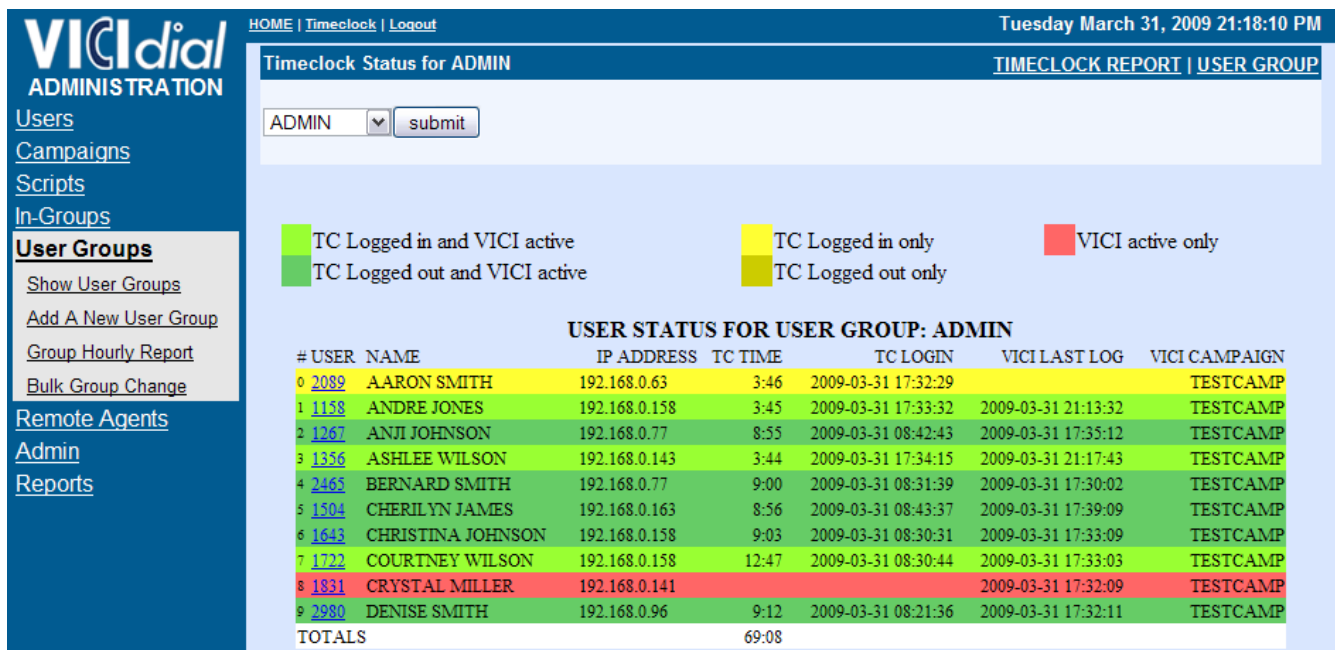 VICIdial
ADMINISTRATION
Users
Campaigns
Scripts
In-Groups
User Groups
Show User Groups
Add A New User Group
Group Hourly Report
Bulk Group Change
Remote Agents
Admin
Reports
HOME | Timeclock | Logout Tuesday March 31, 2009 21:18:10 PM
Timeclock Status for ADMIN TIMECLOCK REPORT | USER GROUP
ADMIN submit
TC Logged in and VICI active TC Logged in only VICI active only
TC Logged out and VICI active TC Logged out only
USER STATUS FOR USER GROUP: ADMIN
# USER NAME IP ADDRESS TC TIME TC LOGIN VICI LAST LOG VICI CAMPAIGN
0 2089 AARON SMITH 192.168.0.63 3:46 2009-03-31 17:32:29 TESTCAMP
1 1158 ANDRE JONES 192.168.0.158 3:45 2009-03-31 17:33:32 2009-03-31 21:13:32 TESTCAMP
2 1267 ANJI JOHNSON 192.168.0.77 8:55 2009-03-31 08:42:43 2009-03-31 17:35:12 TESTCAMP
3 1356 ASHLEE WILSON 192.168.0.143 3:44 2009-03-31 17:34:15 2009-03-31 21:17:43 TESTCAMP
4 2465 BERNARD SMITH 192.168.0.77 9:00 2009-03-31 08:31:39 2009-03-31 17:30:02 TESTCAMP
5 1504 CHERILYN JAMES 192.168.0.163 8:56 2009-03-31 08:43:37 2009-03-31 17:39:09 TESTCAMP
6 1643 CHRISTINA JOHNSON 192.168.0.158 9:03 2009-03-31 08:30:31 2009-03-31 17:33:09 TESTCAMP
7 1722 COURTNEY WILSON 192.168.0.158 12:47 2009-03-31 08:30:44 2009-03-31 17:33:03 TESTCAMP
8 1831 CRYSTAL MILLER 192.168.0.141 2009-03-31 17:32:09 TESTCAMP
9 2980 DENISE SMITH 192.168.0.96 9:12 2009-03-31 08:21:36 2009-03-31 17:32:11 TESTCAMP
TOTALS 69:08